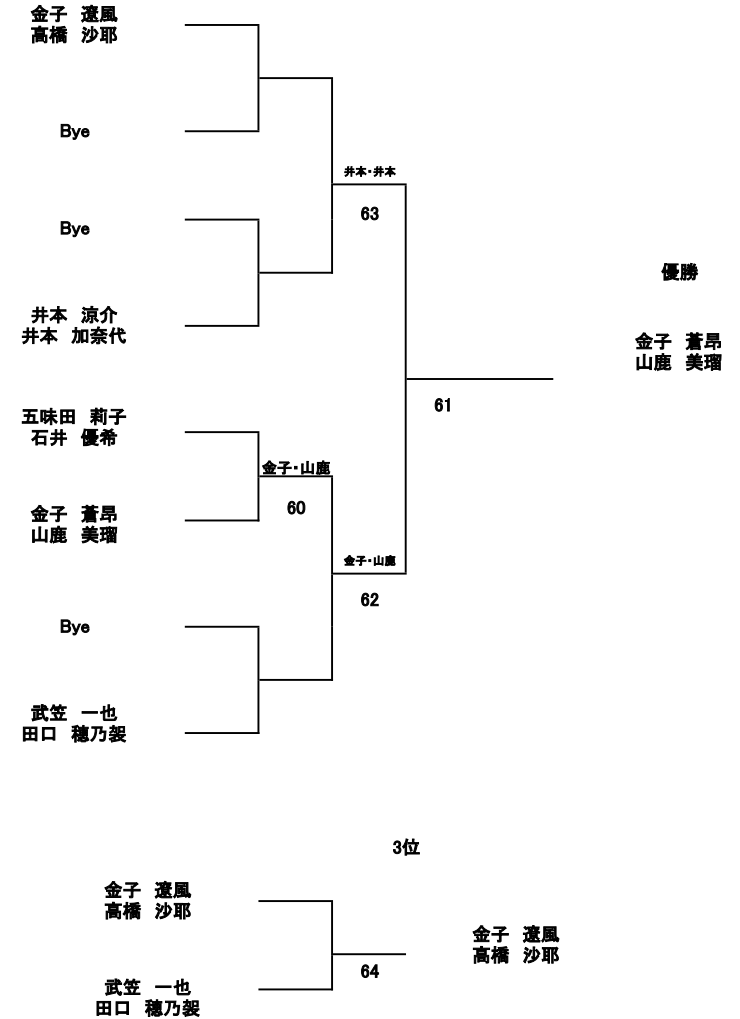 金子　遼風
高橋　沙耶
Bye
井本・井本
63
Bye
優勝
井本　涼介
井本　加奈代
金子　蒼昂
山鹿　美瑠
61
五味田　莉子
石井　優希
金子・山鹿
60
金子　蒼昂
山鹿　美瑠
金子・山鹿
62
Bye
武笠　一也
田口　穂乃袈
3位
金子　遼風
高橋　沙耶
金子　遼風
高橋　沙耶
64
武笠　一也
田口　穂乃袈